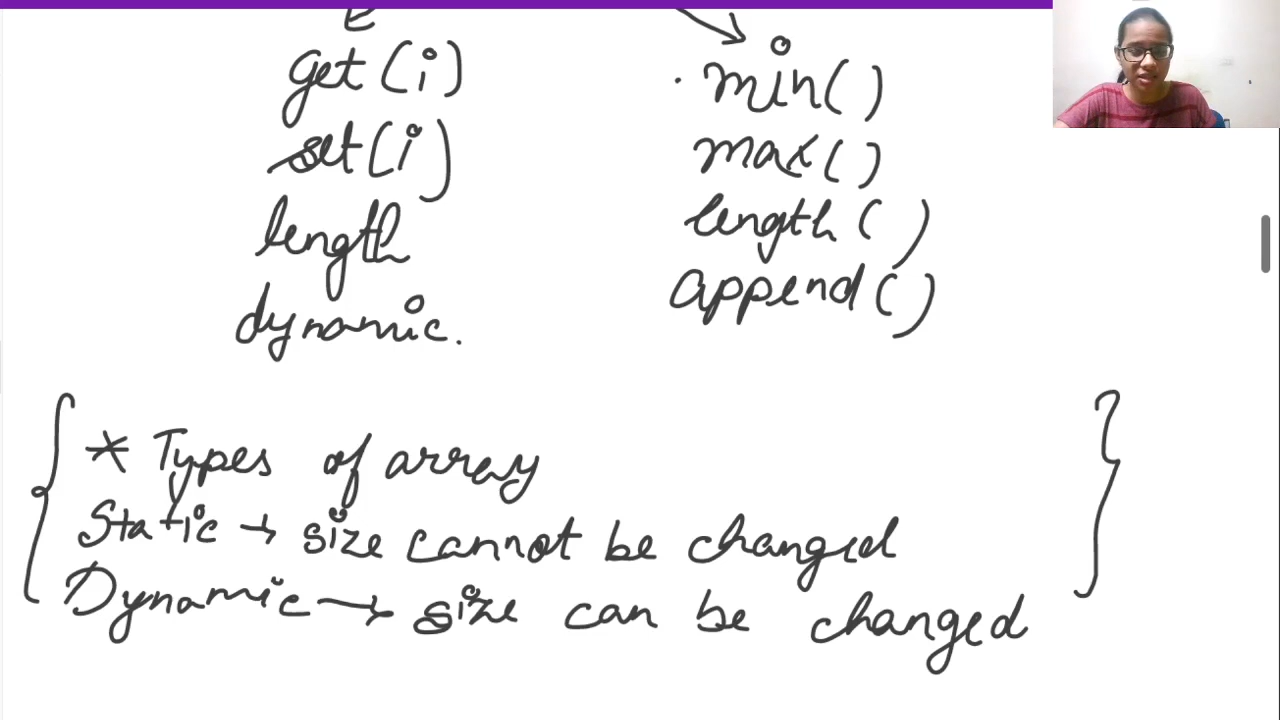 get(i)
set(i)
length
dynamic.
min()
max()
length()
append()
* Types of array
Static → size cannot be changed
Dynamic → size can be changed